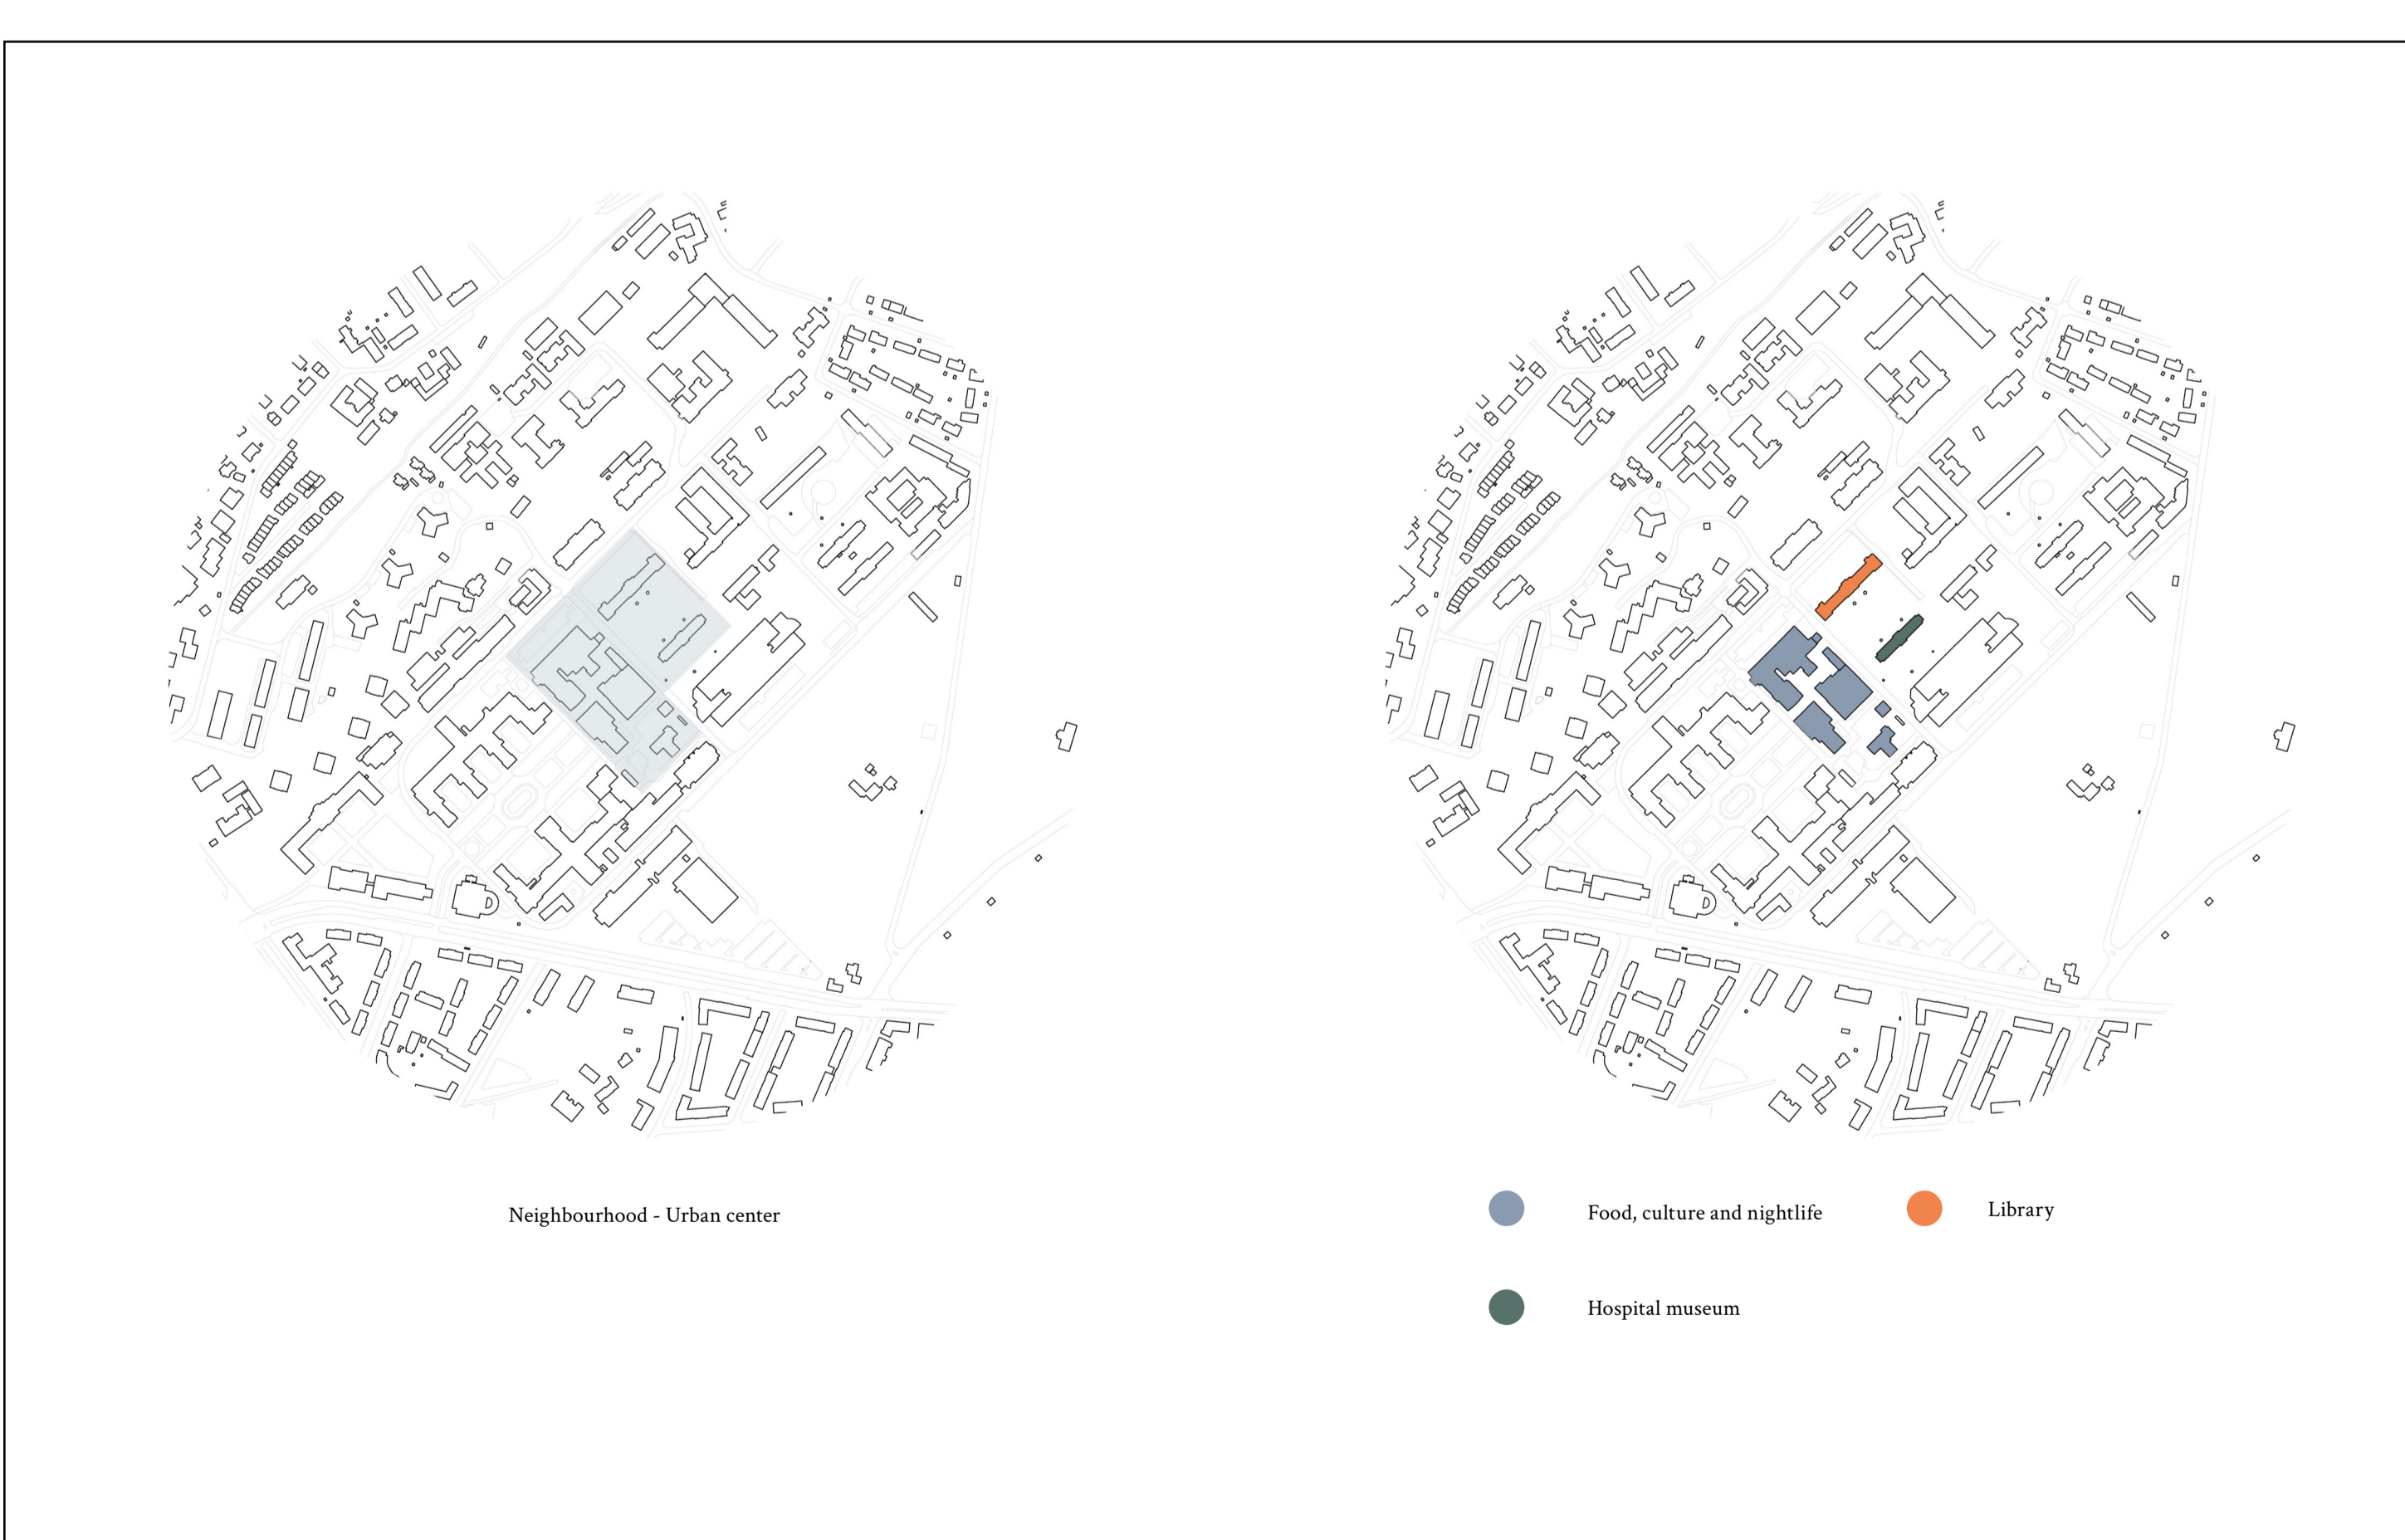 Neighbourhood - Urban center
Food, culture and nightlife
Library
Hospital museum